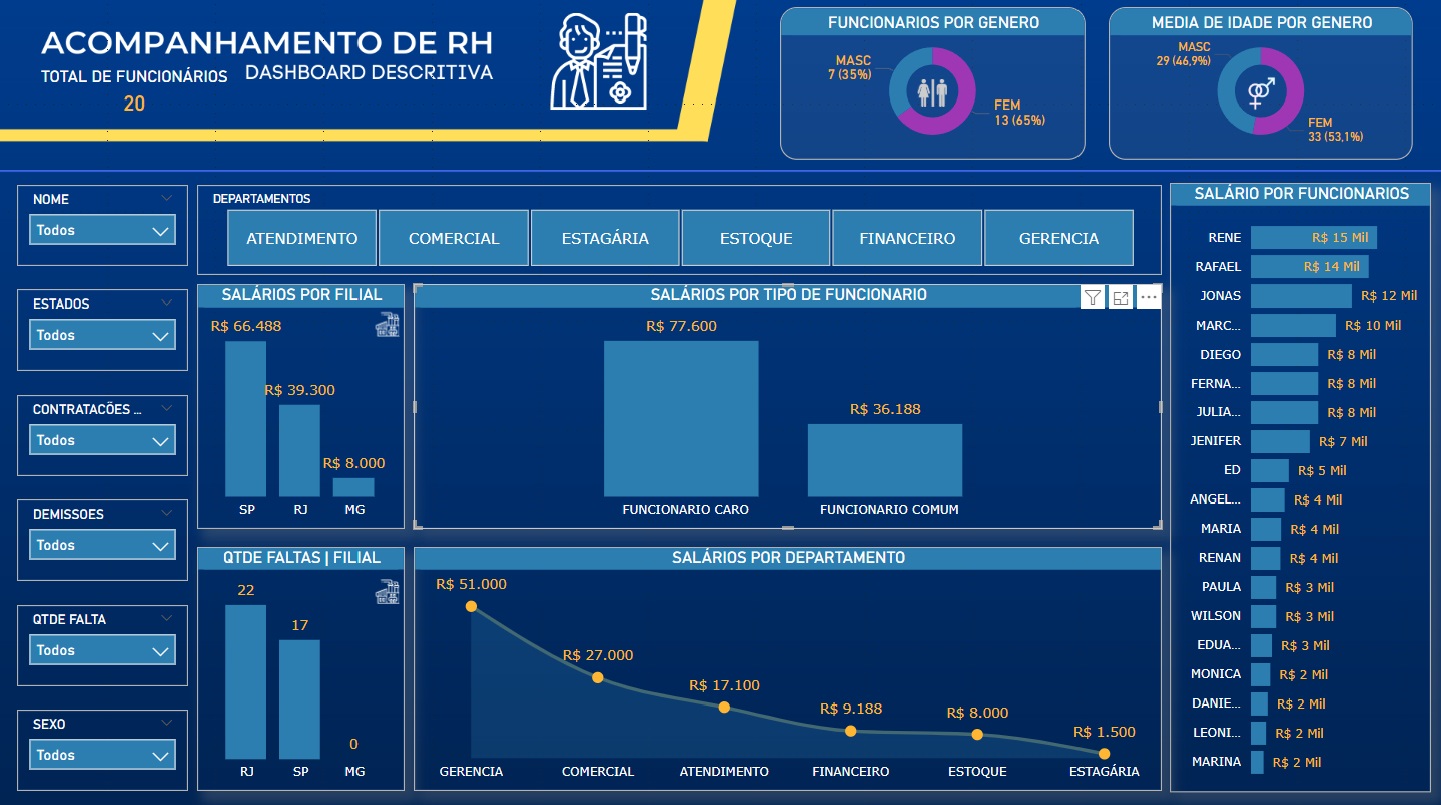 ACOMPANHAMENTO DE RH
TOTAL DE FUNCIONÁRIOS
DASHBOARD DESCRITIVA
20
FUNCIONARIOS POR GENERO
MASC
7 (35%)
FEM
13 (65%)
MEDIA DE IDADE POR GENERO
MASC
29 (46,9%)
FEM
33 (53,1%)
NOME
Todos
ESTADOS
Todos
CONTRATACÕES ...
Todos
DEMISSOES
Todos
QTDE FALTA
Todos
SEXO
Todos
DEPARTAMENTOS
ATENDIMENTO
COMERCIAL
ESTAGÁRIA
ESTOQUE
FINANCEIRO
GERENCIA
SALÁRIOS POR FILIAL
R$ 66.488
R$ 39.300
R$ 8.000
SP
RJ
MG
SALÁRIOS POR TIPO DE FUNCIONARIO
R$ 77.600
R$ 36.188
FUNCIONARIO CARO
FUNCIONARIO COMUM
QTDE FALTAS | FILIAL
22
17
0
RJ
SP
MG
SALÁRIOS POR DEPARTAMENTO
R$ 51.000
R$ 27.000
R$ 17.100
R$ 9.188
R$ 8.000
R$ 1.500
GERENCIA
COMERCIAL
ATENDIMENTO
FINANCEIRO
ESTOQUE
ESTAGÁRIA
SALÁRIO POR FUNCIONARIOS
RENE R$ 15 Mil
RAFAEL R$ 14 Mil
JONAS R$ 12 Mil
MARC... R$ 10 Mil
DIEGO R$ 8 Mil
FERNA... R$ 8 Mil
JULIA... R$ 8 Mil
JENIFER R$ 7 Mil
ED R$ 5 Mil
ANGEL... R$ 4 Mil
MARIA R$ 4 Mil
RENAN R$ 4 Mil
PAULA R$ 3 Mil
WILSON R$ 3 Mil
EDUA... R$ 3 Mil
MONICA R$ 2 Mil
DANIE... R$ 2 Mil
LEONI... R$ 2 Mil
MARINA R$ 2 Mil